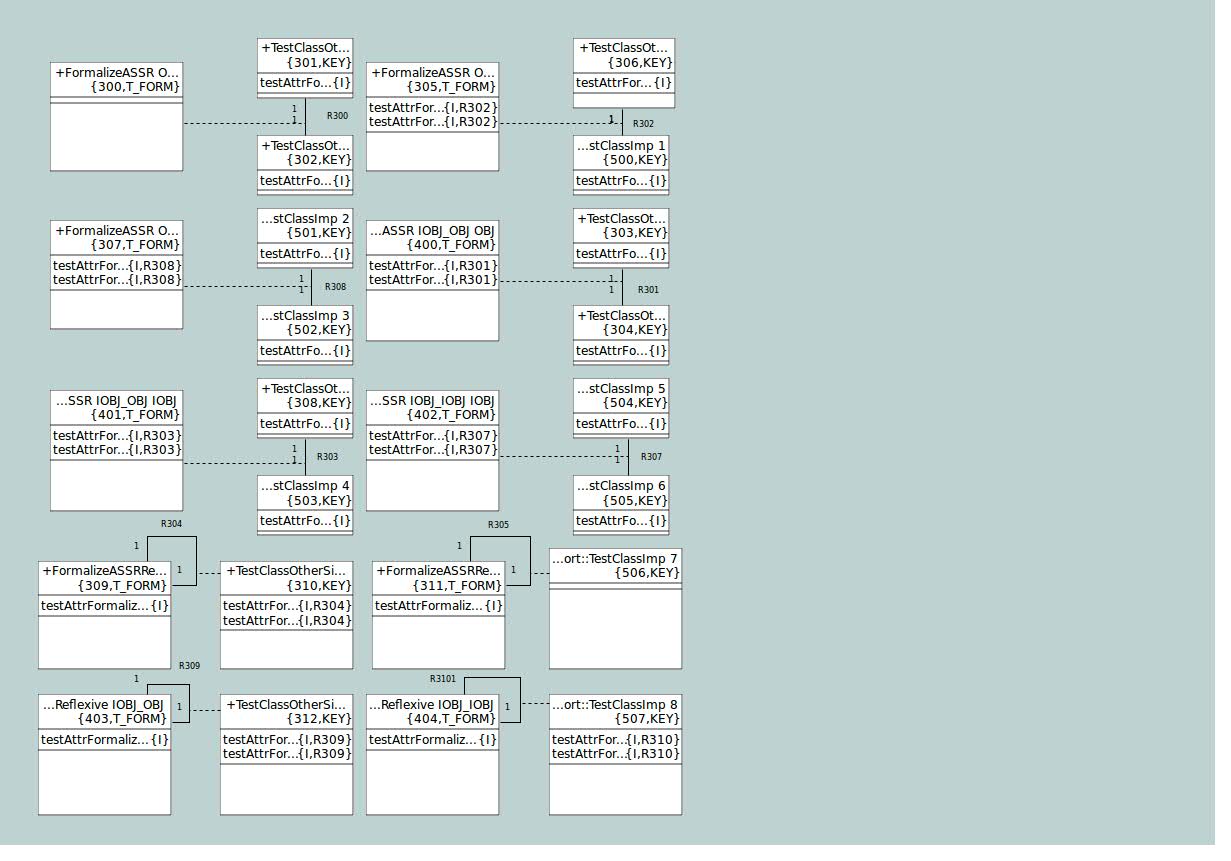 +FormalizeASSR O...
{300,T_FORM}
+TestClassOt...
{301,KEY}
testAttrFo...{I}
1
1
R300
+TestClassOt...
{302,KEY}
testAttrFo...{I}
+FormalizeASSR O...
{305,T_FORM}
testAttrFor...{I,R302}
testAttrFor...{I,R302}
+TestClassOt...
{306,KEY}
testAttrFor...{I}
1
R302
...stClassImp 1
{500,KEY}
testAttrFo...{I}
+FormalizeASSR O...
{307,T_FORM}
testAttrFor...{I,R308}
testAttrFor...{I,R308}
...stClassImp 2
{501,KEY}
testAttrFo...{I}
1
1
R308
...stClassImp 3
{502,KEY}
testAttrFo...{I}
...ASSR IOBJ_OBJ OBJ
{400,T_FORM}
testAttrFor...{I,R301}
testAttrFor...{I,R301}
+TestClassOt...
{303,KEY}
testAttrFo...{I}
1
1
R301
+TestClassOt...
{304,KEY}
testAttrFo...{I}
...SSR IOBJ_OBJ IOBJ
{401,T_FORM}
testAttrFor...{I,R303}
testAttrFor...{I,R303}
+TestClassOt...
{308,KEY}
testAttrFo...{I}
1
1
R303
...stClassImp 4
{503,KEY}
testAttrFo...{I}
...SSR IOBJ_IOBJ IOBJ
{402,T_FORM}
testAttrFor...{I,R307}
testAttrFor...{I,R307}
...stClassImp 5
{504,KEY}
testAttrFo...{I}
1
1
R307
...stClassImp 6
{505,KEY}
testAttrFo...{I}
R304
1
1
+FormalizeASSRRe...
{309,T_FORM}
testAttrFormaliz...{I}
+TestClassOtherSi...
{310,KEY}
testAttrFor...{I,R304}
testAttrFor...{I,R304}
R305
1
1
+FormalizeASSRRe...
{311,T_FORM}
testAttrFormaliz...{I}
...ort::TestClassImp 7
{506,KEY}
R309
1
1
...Reflexive IOBJ_OBJ
{403,T_FORM}
testAttrFormaliz...{I}
+TestClassOtherSi...
{312,KEY}
testAttrFor...{I,R309}
testAttrFor...{I,R309}
R3101
1
...Reflexive IOBJ_IOBJ
{404,T_FORM}
testAttrFormaliz...{I}
...ort::TestClassImp 8
{507,KEY}
testAttrFor...{I,R310}
testAttrFor...{I,R310}